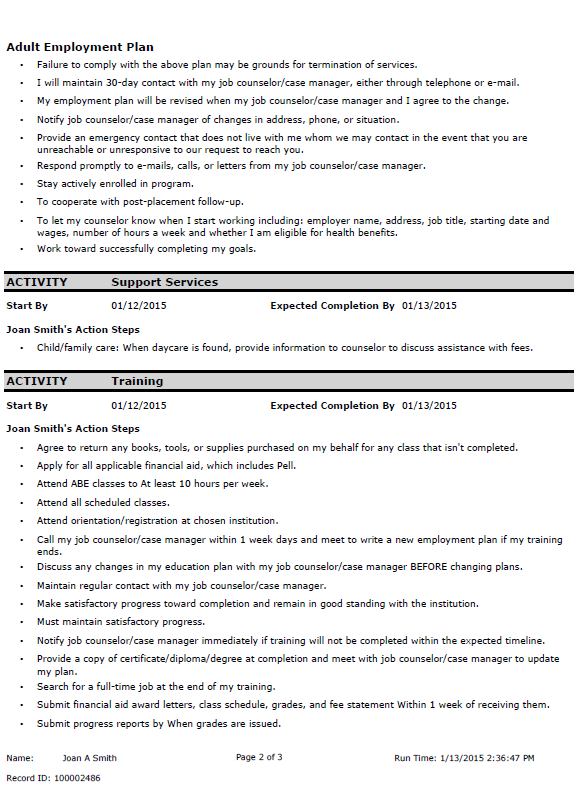 Adult Employment Plan
• Failure to comply with the above plan may be grounds for termination of services.
• I will maintain 30-day contact with my job counselor/case manager, either through telephone or e-mail.
• My employment plan will be revised when my job counselor/case manager and I agree to the change.
• Notify job counselor/case manager of changes in address, phone, or situation.
• Provide an emergency contact that does not live with me whom we may contact in the event that you are
unreachable or unresponsive to our request to reach you.
• Respond promptly to e-mails, calls, or letters from my job counselor/case manager.
• Stay actively enrolled in program.
• To cooperate with post-placement follow-up.
• To let my counselor know when I start working including: employer name, address, job title, starting date and
wages, number of hours a week and whether I am eligible for health benefits.
• Work toward successfully completing my goals.
ACTIVITY Support Services
Start By 01/12/2015 Expected Completion By 01/13/2015
Joan Smith's Action Steps
• Child/family care: When daycare is found, provide information to counselor to discuss assistance with fees.
ACTIVITY Training
Start By 01/12/2015 Expected Completion By 01/13/2015
Joan Smith's Action Steps
• Agree to return any books, tools, or supplies purchased on my behalf for any class that isn't completed.
• Apply for all applicable financial aid, which includes Pell.
• Attend ABE classes to At least 10 hours per week.
• Attend all scheduled classes.
• Attend orientation/registration at chosen institution.
• Call my job counselor/case manager within 1 week days and meet to write a new employment plan if my training
ends.
• Discuss any changes in my education plan with my job counselor/case manager BEFORE changing plans.
• Maintain regular contact with my job counselor/case manager.
• Make satisfactory progress toward completion and remain in good standing with the institution.
• Must maintain satisfactory progress.
• Notify job counselor/case manager immediately if training will not be completed within the expected timeline.
• Provide a copy of certificate/diploma/degree at completion and meet with job counselor/case manager to update
my plan.
• Search for a full-time job at the end of my training.
• Submit financial aid award letters, class schedule, grades, and fee statement Within 1 week of receiving them.
• Submit progress reports by When grades are issued.
Name: Joan A Smith Page 2 of 3 Run Time: 1/13/2015 2:36:47 PM
Record ID: 100002486